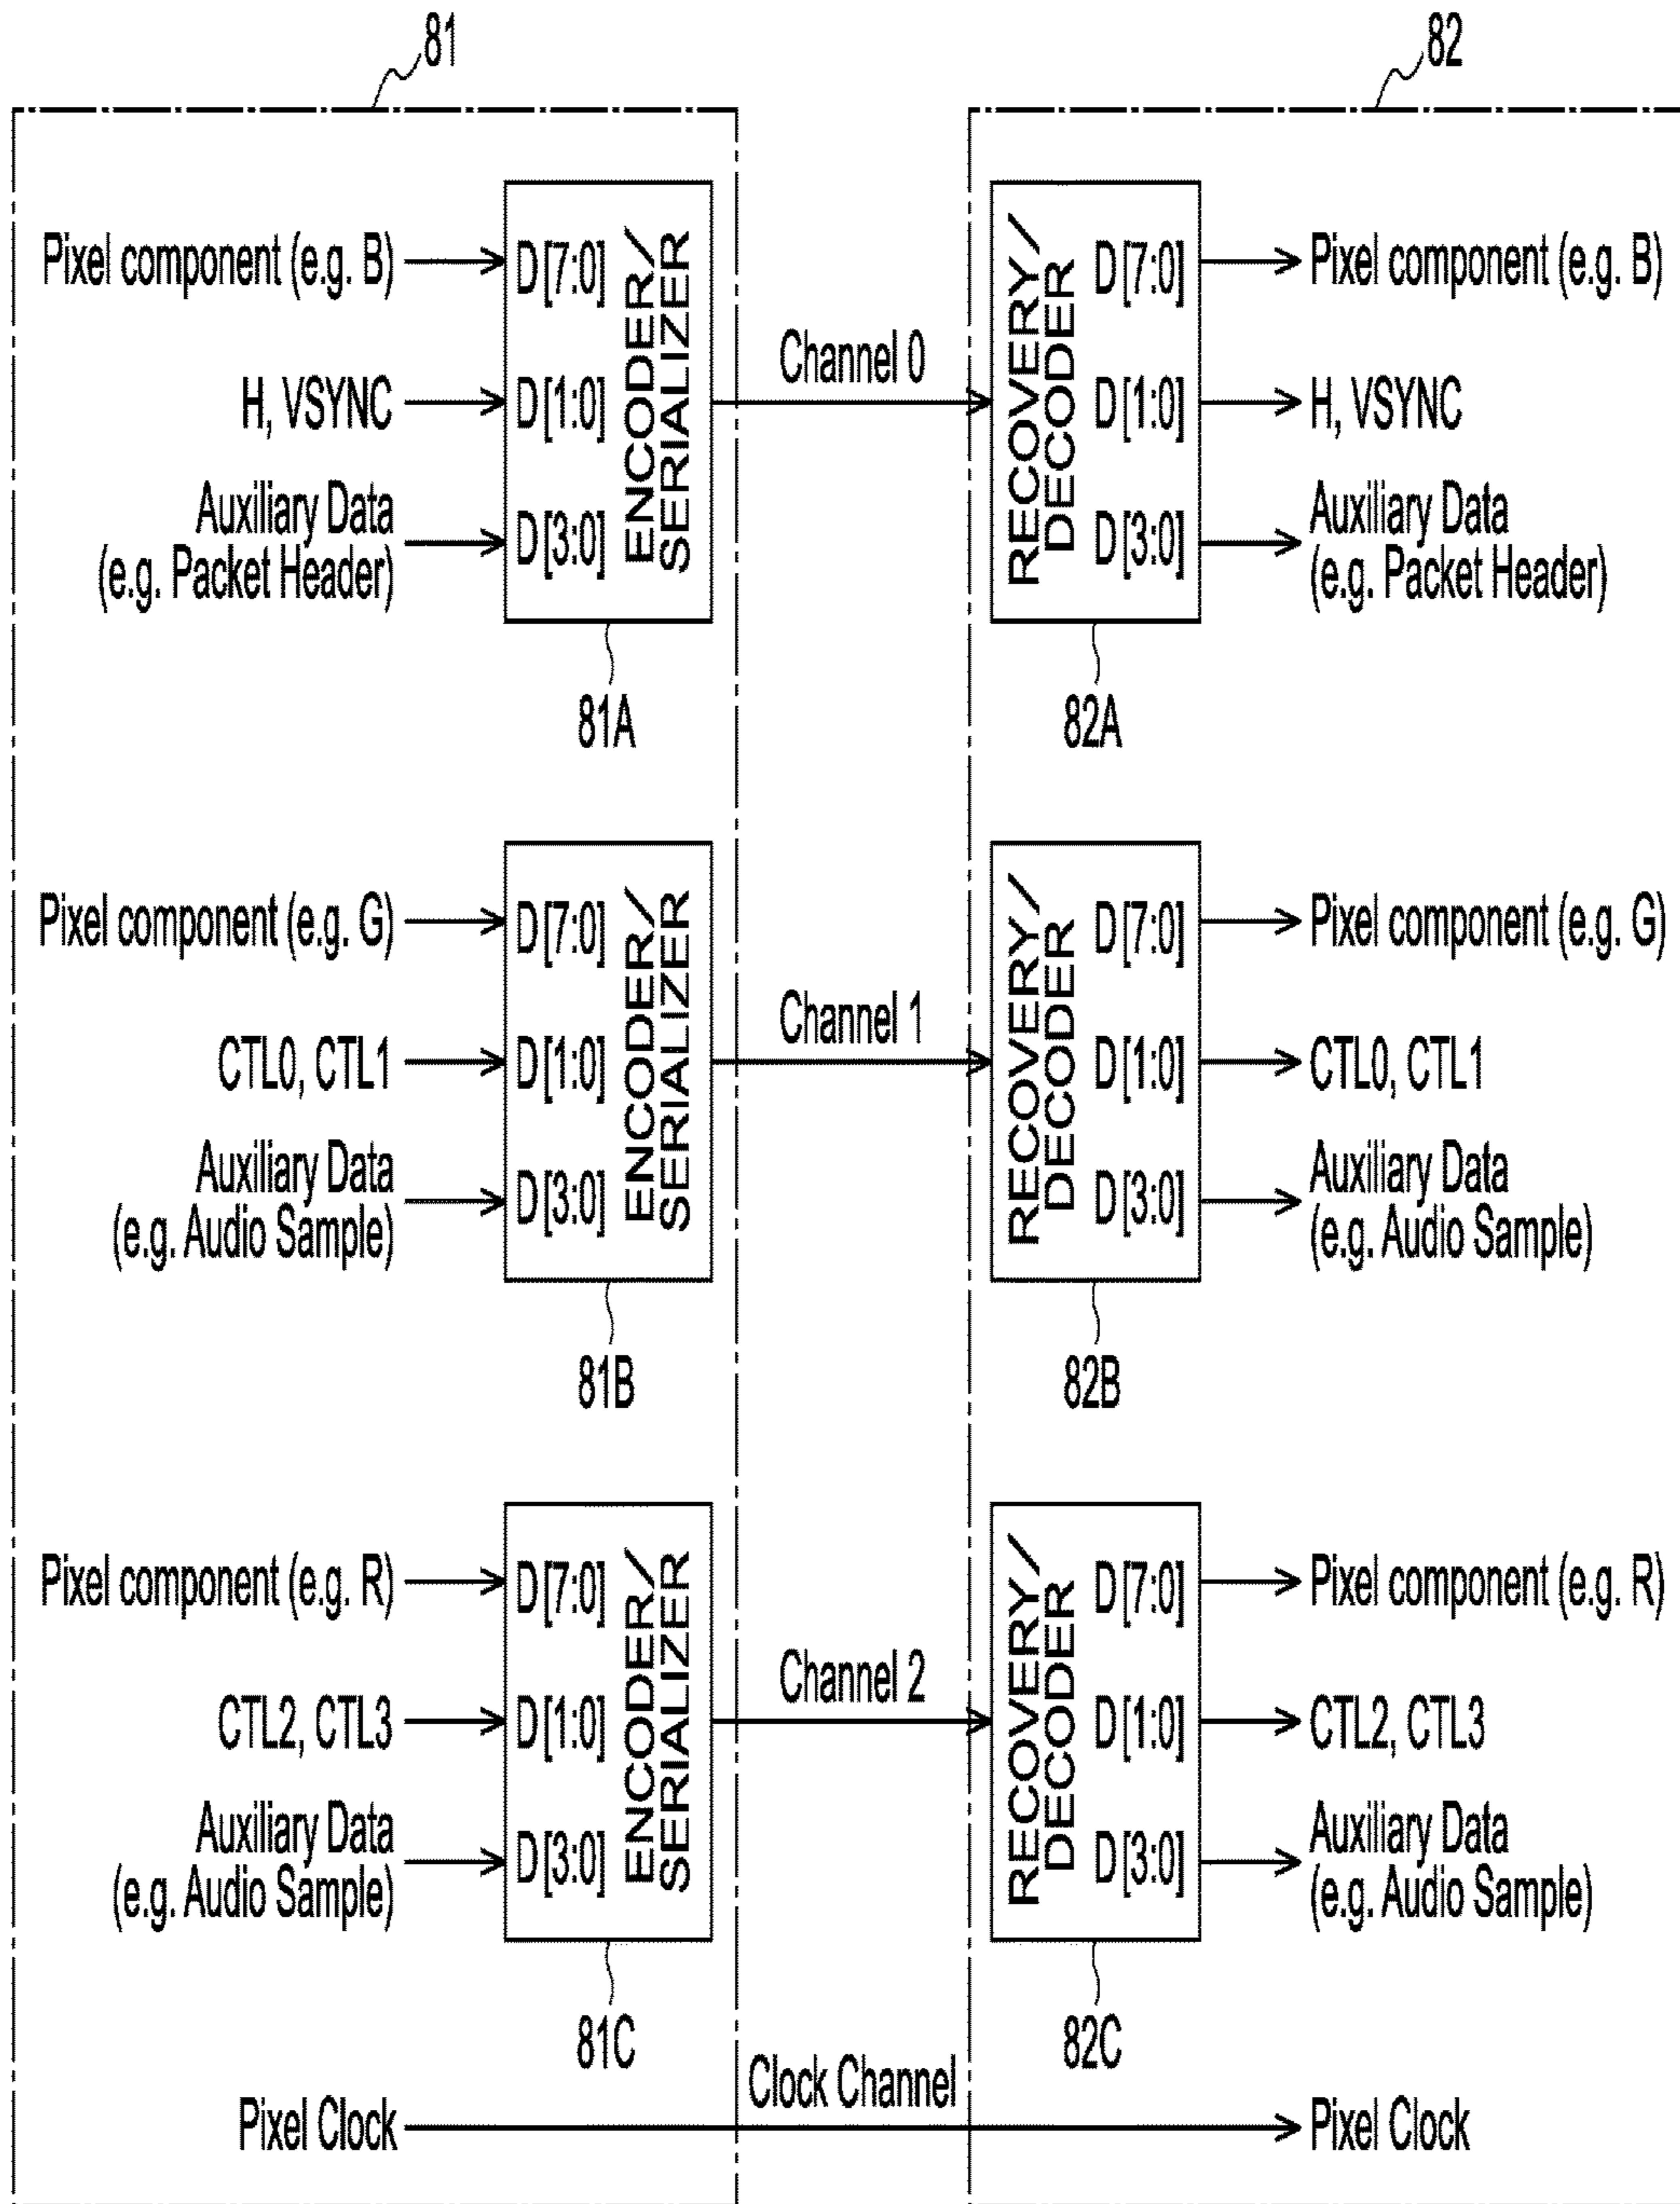 81
82
Pixel component (e.g. B)
H, VSYNC
Auxiliary Data
(e.g. Packet Header)
D[7:0]
D[1:0]
D[3:0]
ENCODER/
SERIALIZER
81A
Channel 0
RECOVERY/
DECODER
D[7:0]
D[1:0]
D[3:0]
82A
Pixel component (e.g. B)
H, VSYNC
Auxiliary Data
(e.g. Packet Header)
Pixel component (e.g. G)
CTL0, CTL1
Auxiliary Data
(e.g. Audio Sample)
D[7:0]
D[1:0]
D[3:0]
ENCODER/
SERIALIZER
81B
Channel 1
RECOVERY/
DECODER
D[7:0]
D[1:0]
D[3:0]
82B
Pixel component (e.g. G)
CTL0, CTL1
Auxiliary Data
(e.g. Audio Sample)
Pixel component (e.g. R)
CTL2, CTL3
Auxiliary Data
(e.g. Audio Sample)
D[7:0]
D[1:0]
D[3:0]
ENCODER/
SERIALIZER
81C
Channel 2
RECOVERY/
DECODER
D[7:0]
D[1:0]
D[3:0]
82C
Pixel component (e.g. R)
CTL2, CTL3
Auxiliary Data
(e.g. Audio Sample)
Pixel Clock
Clock Channel
Pixel Clock